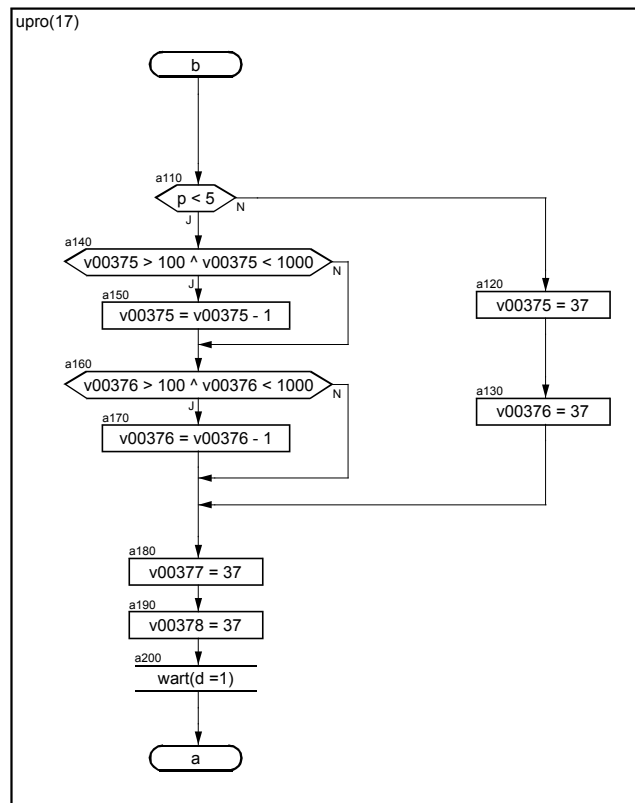 upro(17)
b
a110
p < 5
N
J
a140
v00375 > 100 ^ v00375 < 1000
N
J
a150
v00375 = v00375 - 1
a120
v00375 = 37
a160
v00376 > 100 ^ v00376 < 1000
N
J
a170
v00376 = v00376 - 1
a130
v00376 = 37
a180
v00377 = 37
a190
v00378 = 37
a200
wart(d =1)
a